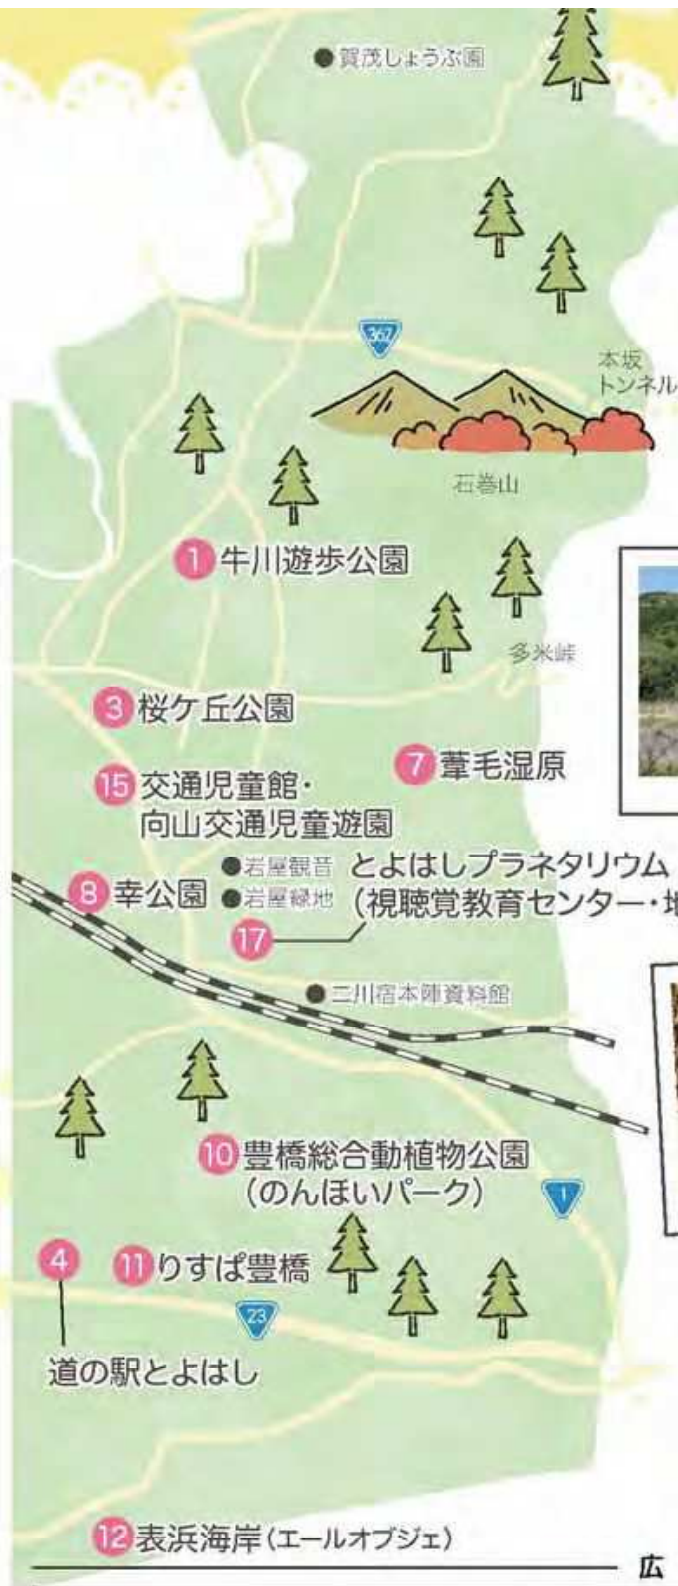 ●賀茂しょうぶ園
362
本坂
トンネル
石巻山
1 牛川遊歩公園
多米峠
3 桜ケ丘公園
7 葦毛湿原
15 交通児童館・
向山交通児童遊園
●岩屋観音
とよはしプラネタリウム
8 幸公園
●岩屋緑地
(視聴覚教育センター・地
17
●二川宿本陣資料館
10 豊橋総合動植物公園
(のんほいパーク)
1
4
11 りすぱ豊橋
23
道の駅とよはし
12 表浜海岸(エールオブジェ)
広